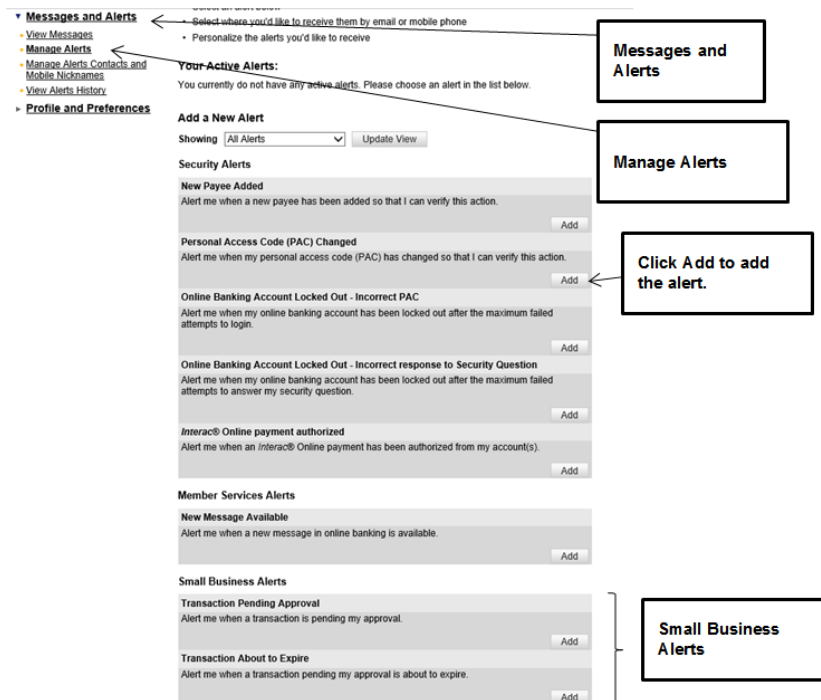 Messages and Alerts
View Messages
Manage Alerts
Manage Alerts Contacts and
Mobile Nicknames
View Alerts History
Profile and Preferences
Select an alert below
• Select where you'd like to receive them by email or mobile phone
• Personalize the alerts you'd like to receive
Your Active Alerts:
You currently do not have any active alerts. Please choose an alert in the list below.
Add a New Alert
Showing All Alerts Update View
Security Alerts
New Payee Added
Alert me when a new payee has been added so that I can verify this action.
Add
Personal Access Code (PAC) Changed
Alert me when my personal access code (PAC) has changed so that I can verify this action.
Add
Online Banking Account Locked Out - Incorrect PAC
Alert me when my online banking account has been locked out after the maximum failed
attempts to login.
Add
Online Banking Account Locked Out - Incorrect response to Security Question
Alert me when my online banking account has been locked out after the maximum failed
attempts to answer my security question.
Add
Interac® Online payment authorized
Alert me when an Interac® Online payment has been authorized from my account(s).
Add
Member Services Alerts
New Message Available
Alert me when a new message in online banking is available.
Add
Small Business Alerts
Transaction Pending Approval
Alert me when a transaction is pending my approval.
Add
Transaction About to Expire
Alert me when a transaction pending my approval is about to expire.
Add
Messages and
Alerts
Manage Alerts
Click Add to add
the alert.
Small Business
Alerts